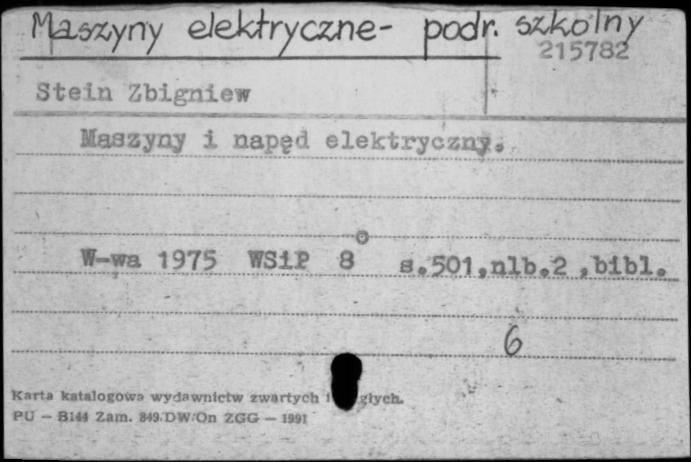 Maszyny elektryczne - podr. szkolny
215782
Stein Zbigniew
Maszyny i napęd elektryczny.
W-wa 1975 WSiP 8° s.501,nlb.2 ,bibl.
6
Karta katalogowa wydawnictw zwartych i głych.
PU — B144 Zam. 849/DW/On ZGG — 1991